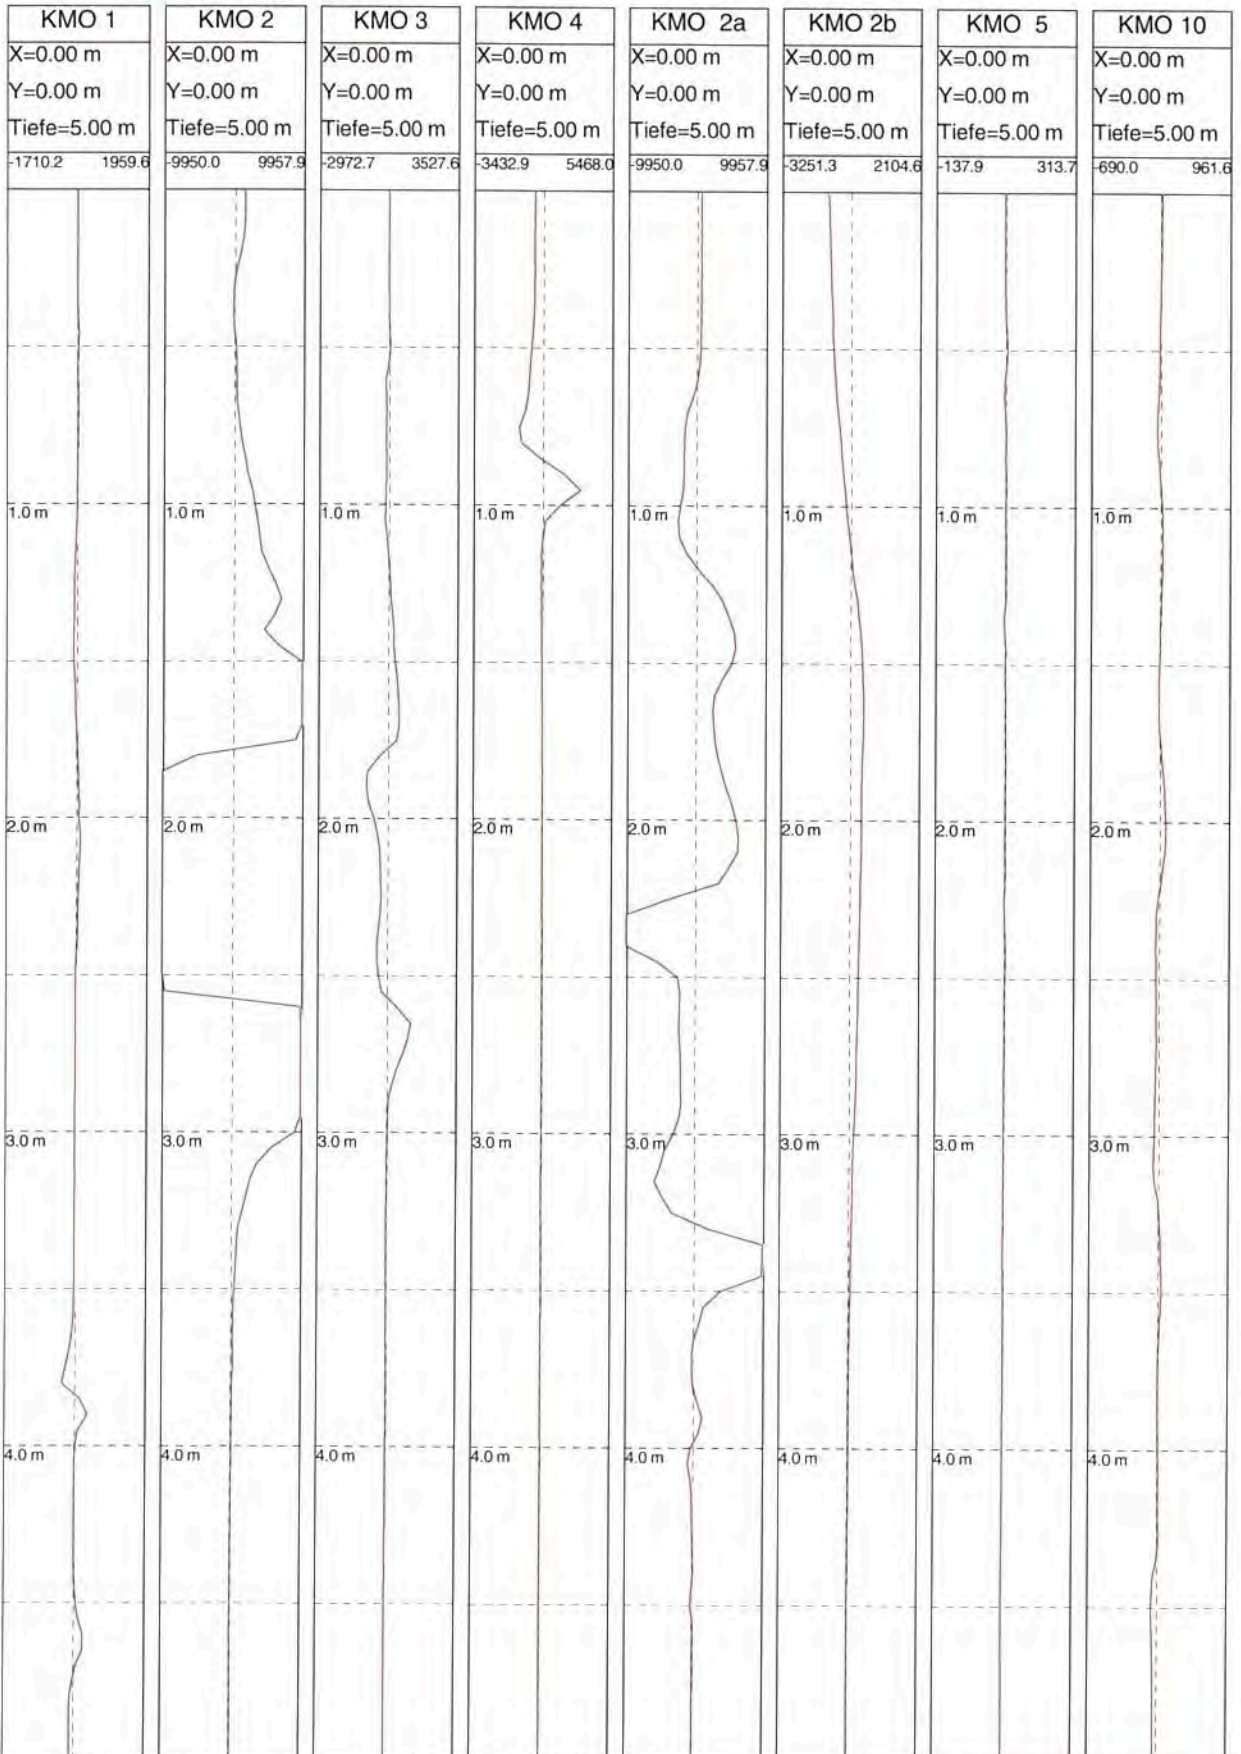 KMO 1 KMO 2 KMO 3 KMO 4 KMO 2a KMO 2b KMO 5 KMO 10
X=0.00 m X=0.00 m X=0.00 m X=0.00 m X=0.00 m X=0.00 m X=0.00 m X=0.00 m
Y=0.00 m Y=0.00 m Y=0.00 m Y=0.00 m Y=0.00 m Y=0.00 m Y=0.00 m Y=0.00 m
Tiefe=5.00 m Tiefe=5.00 m Tiefe=5.00 m Tiefe=5.00 m Tiefe=5.00 m Tiefe=5.00 m Tiefe=5.00 m Tiefe=5.00 m
-1710.2 1959.6 -9950.0 9957.9 -2972.7 3527.6 -3432.9 5468.0 -9950.0 9957.9 -3251.3 2104.6 -137.9 313.7 -690.0 961.6
1.0 m 1.0 m 1.0 m 1.0 m 1.0 m 1.0 m 1.0 m 1.0 m
2.0 m 2.0 m 2.0 m 2.0 m 2.0 m 2.0 m 2.0 m 2.0 m
3.0 m 3.0 m 3.0 m 3.0 m 3.0 m 3.0 m 3.0 m 3.0 m
4.0 m 4.0 m 4.0 m 4.0 m 4.0 m 4.0 m 4.0 m 4.0 m